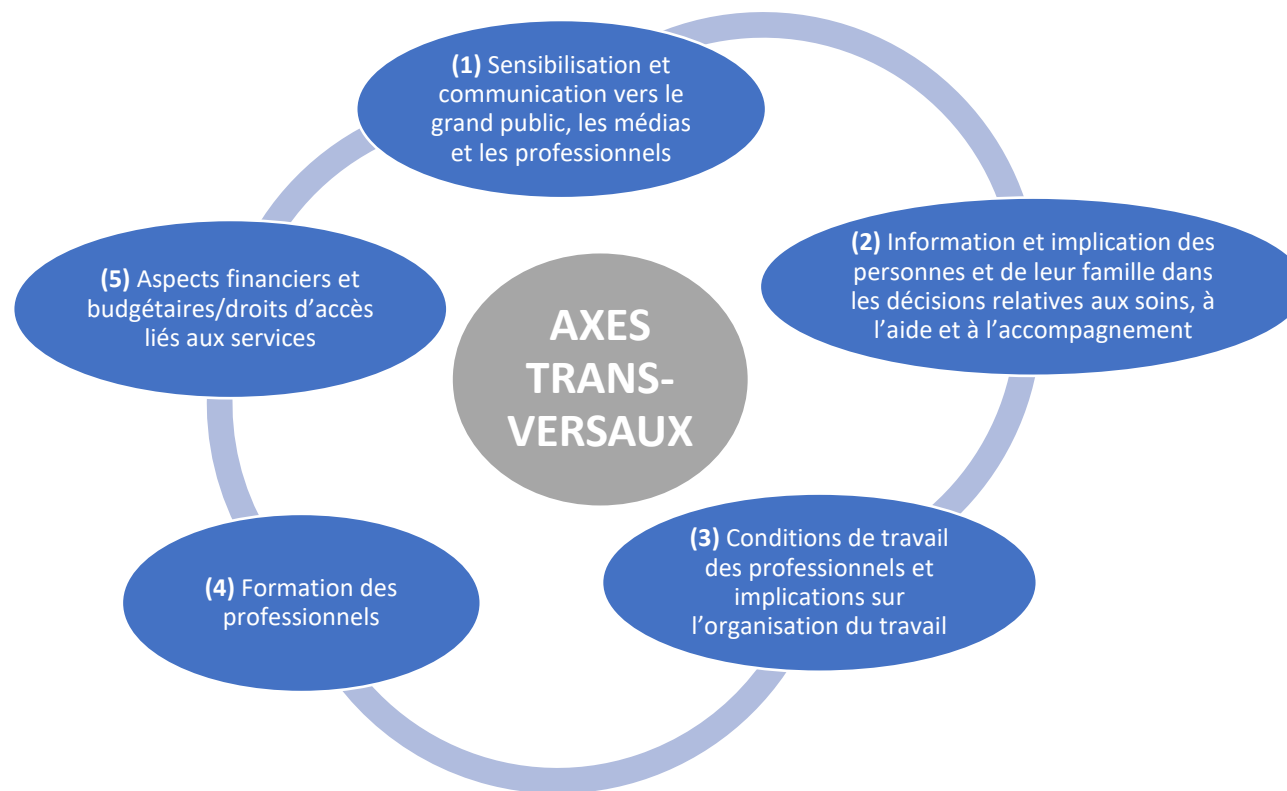 (1) Sensibilisation et
communication vers le
grand public, les médias
et les professionnels
(2) Information et implication des
personnes et de leur famille dans
les décisions relatives aux soins, à
l’aide et à l’accompagnement
(5) Aspects financiers et
budgétaires/droits d’accès
liés aux services
AXES
TRANS-
VERSAUX
(3) Conditions de travail
des professionnels et
implications sur
l’organisation du travail
(4) Formation des
professionnels